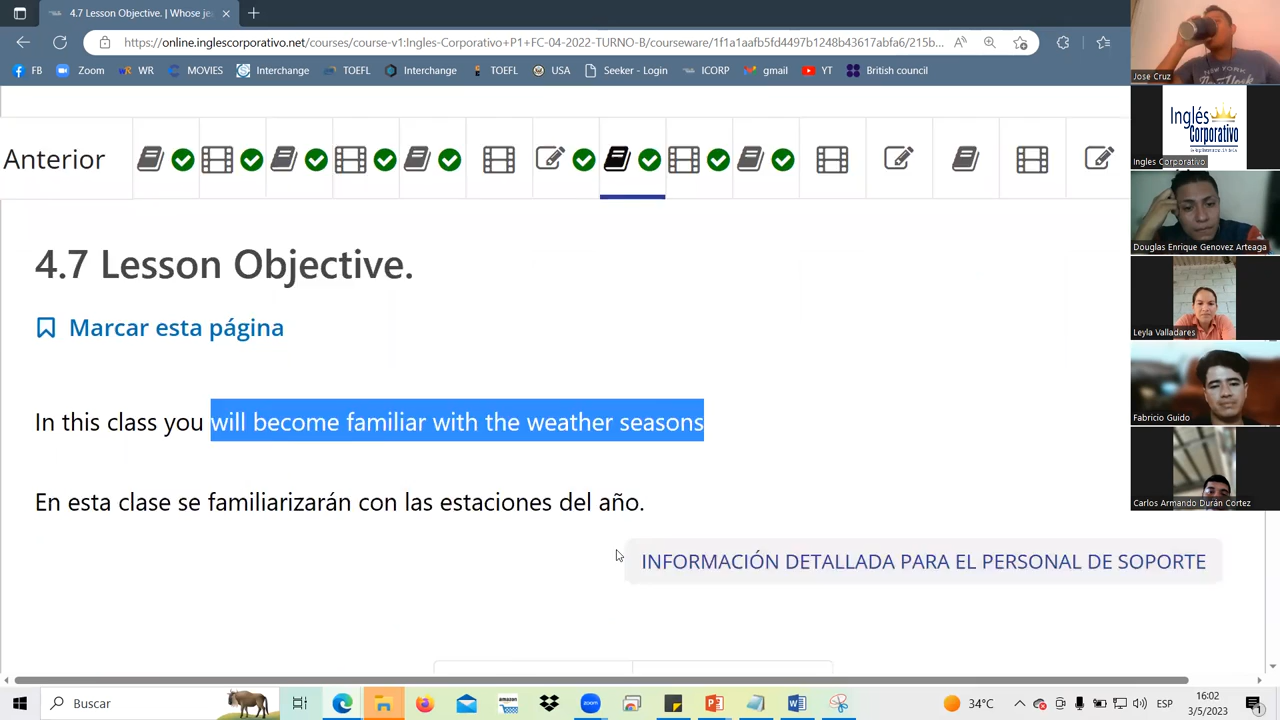 4.7 Lesson Objective. | Whose je
https://online.inglescorporativo.net/courses/course-v1:Ingles-Corporativo+P1+FC-04-2022-TURNO-B/courseware/1f1a1aafb5fd4497b1248b43617abfa6/215b...
FB Zoom WR MOVIES Interchange TOEFL Interchange TOEFL USA Seeker - Login ICORP gmail YT British council
Jose Cruz
Anterior
Inglés
Corporativo
Ingles Corporativo
Douglas Enrique Genovez Arteaga
Leyla Valladares
Fabricio Guido
Carlos Armando Durán Cortez
4.7 Lesson Objective.
Marcar esta página
In this class you will become familiar with the weather seasons
En esta clase se familiarizarán con las estaciones del año.
INFORMACIÓN DETALLADA PARA EL PERSONAL DE SOPORTE
Buscar
34°C
ESP
16:02
3/5/2023
1